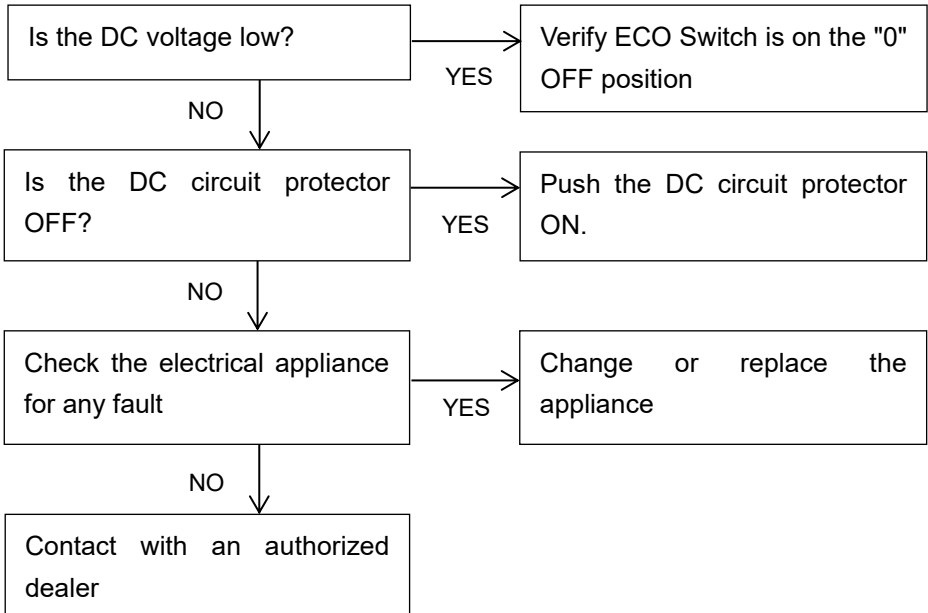 Is the DC voltage low?
YES
Verify ECO Switch is on the "0"
OFF position
NO
Is the DC circuit protector
OFF?
YES
Push the DC circuit protector
ON.
NO
Check the electrical appliance
for any fault
YES
Change or replace the
appliance
NO
Contact with an authorized
dealer